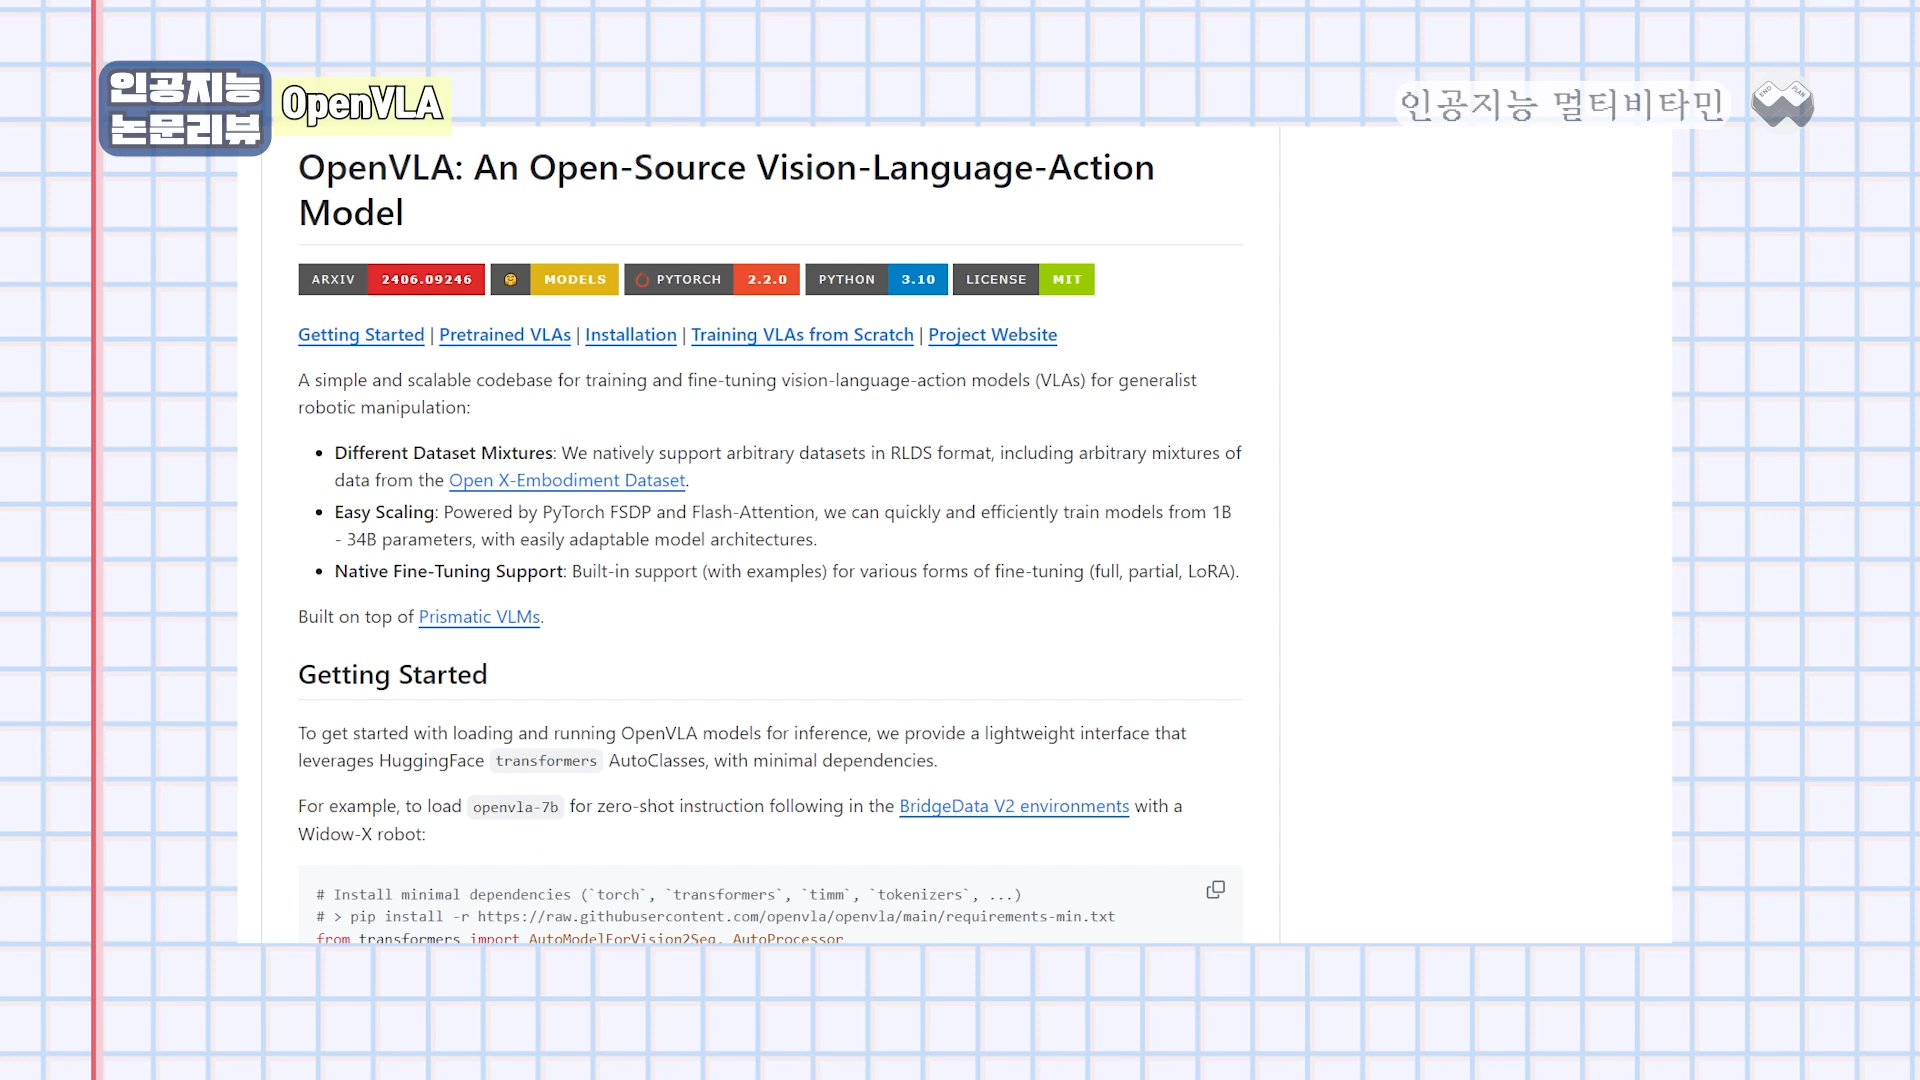 인공지능
논문리뷰
OpenVLA
인공지능 멀티비타민
END PLAN
OpenVLA: An Open-Source Vision-Language-Action
Model
ARXIV 2406.09246 MODELS PYTORCH 2.2.0 PYTHON 3.10 LICENSE MIT
Getting Started | Pretrained VLAs | Installation | Training VLAs from Scratch | Project Website
A simple and scalable codebase for training and fine-tuning vision-language-action models (VLAs) for generalist
robotic manipulation:
• Different Dataset Mixtures: We natively support arbitrary datasets in RLDS format, including arbitrary mixtures of
data from the Open X-Embodiment Dataset.
• Easy Scaling: Powered by PyTorch FSDP and Flash-Attention, we can quickly and efficiently train models from 1B
- 34B parameters, with easily adaptable model architectures.
• Native Fine-Tuning Support: Built-in support (with examples) for various forms of fine-tuning (full, partial, LoRA).
Built on top of Prismatic VLMs.
Getting Started
To get started with loading and running OpenVLA models for inference, we provide a lightweight interface that
leverages HuggingFace transformers AutoClasses, with minimal dependencies.
For example, to load openvla-7b for zero-shot instruction following in the BridgeData V2 environments with a
Widow-X robot:
# Install minimal dependencies (`torch`, `transformers`, `timm`, `tokenizers`, ...)
# > pip install -r https://raw.githubusercontent.com/openvla/openvla/main/requirements-min.txt
from transformers import AutoModelForVision2Seq, AutoProcessor